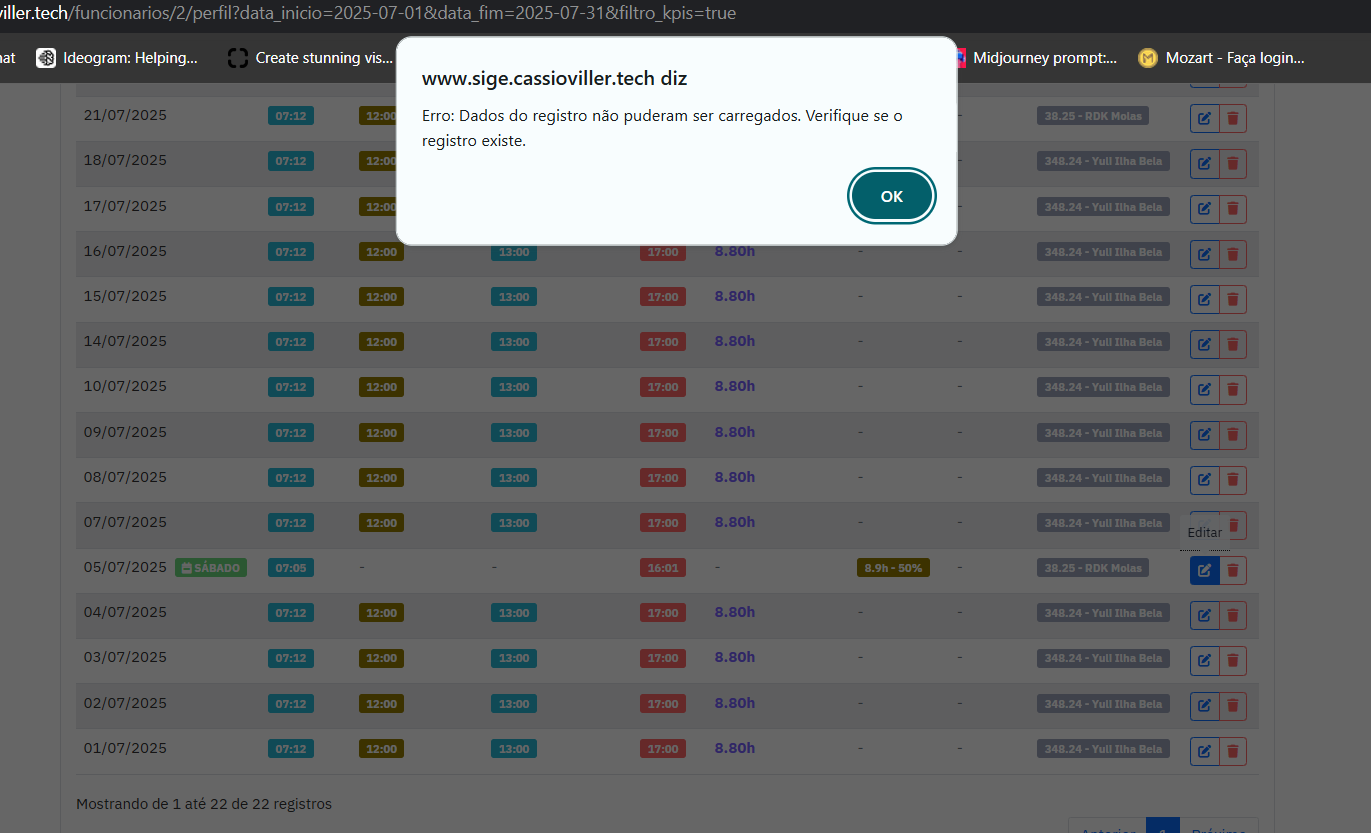 viller.tech/funcionarios/2/perfil?data_inicio=2025-07-01&data_fim=2025-07-31&filtro_kpis=true
Ideogram: Helping... Create stunning vis... Midjourney prompt:... Mozart - Faça login...
www.sige.cassioviller.tech diz
Erro: Dados do registro não puderam ser carregados. Verifique se o
registro existe.
OK
21/07/2025 07:12 12:00 - 38.25 - RDK Molas
18/07/2025 07:12 12:00 348.24 - Yull Ilha Bela
17/07/2025 07:12 12:00 - 348.24 - Yull Ilha Bela
16/07/2025 07:12 12:00 13:00 17:00 8.80h - - 348.24 - Yull Ilha Bela
15/07/2025 07:12 12:00 13:00 17:00 8.80h - - 348.24 - Yull Ilha Bela
14/07/2025 07:12 12:00 13:00 17:00 8.80h - - 348.24 - Yull Ilha Bela
10/07/2025 07:12 12:00 13:00 17:00 8.80h - - 348.24 - Yull Ilha Bela
09/07/2025 07:12 12:00 13:00 17:00 8.80h - - 348.24 - Yull Ilha Bela
08/07/2025 07:12 12:00 13:00 17:00 8.80h - - 348.24 - Yull Ilha Bela
07/07/2025 07:12 12:00 13:00 17:00 8.80h - - 348.24 - Yull Ilha Bela
Editar
05/07/2025 SÁBADO 07:05 - - 16:01 - 8.9h - 50% - 38.25 - RDK Molas
04/07/2025 07:12 12:00 13:00 17:00 8.80h - - 348.24 - Yull Ilha Bela
03/07/2025 07:12 12:00 13:00 17:00 8.80h - - 348.24 - Yull Ilha Bela
02/07/2025 07:12 12:00 13:00 17:00 8.80h - - 348.24 - Yull Ilha Bela
01/07/2025 07:12 12:00 13:00 17:00 8.80h - - 348.24 - Yull Ilha Bela
Mostrando de 1 até 22 de 22 registros
Anterior 1 Próximo